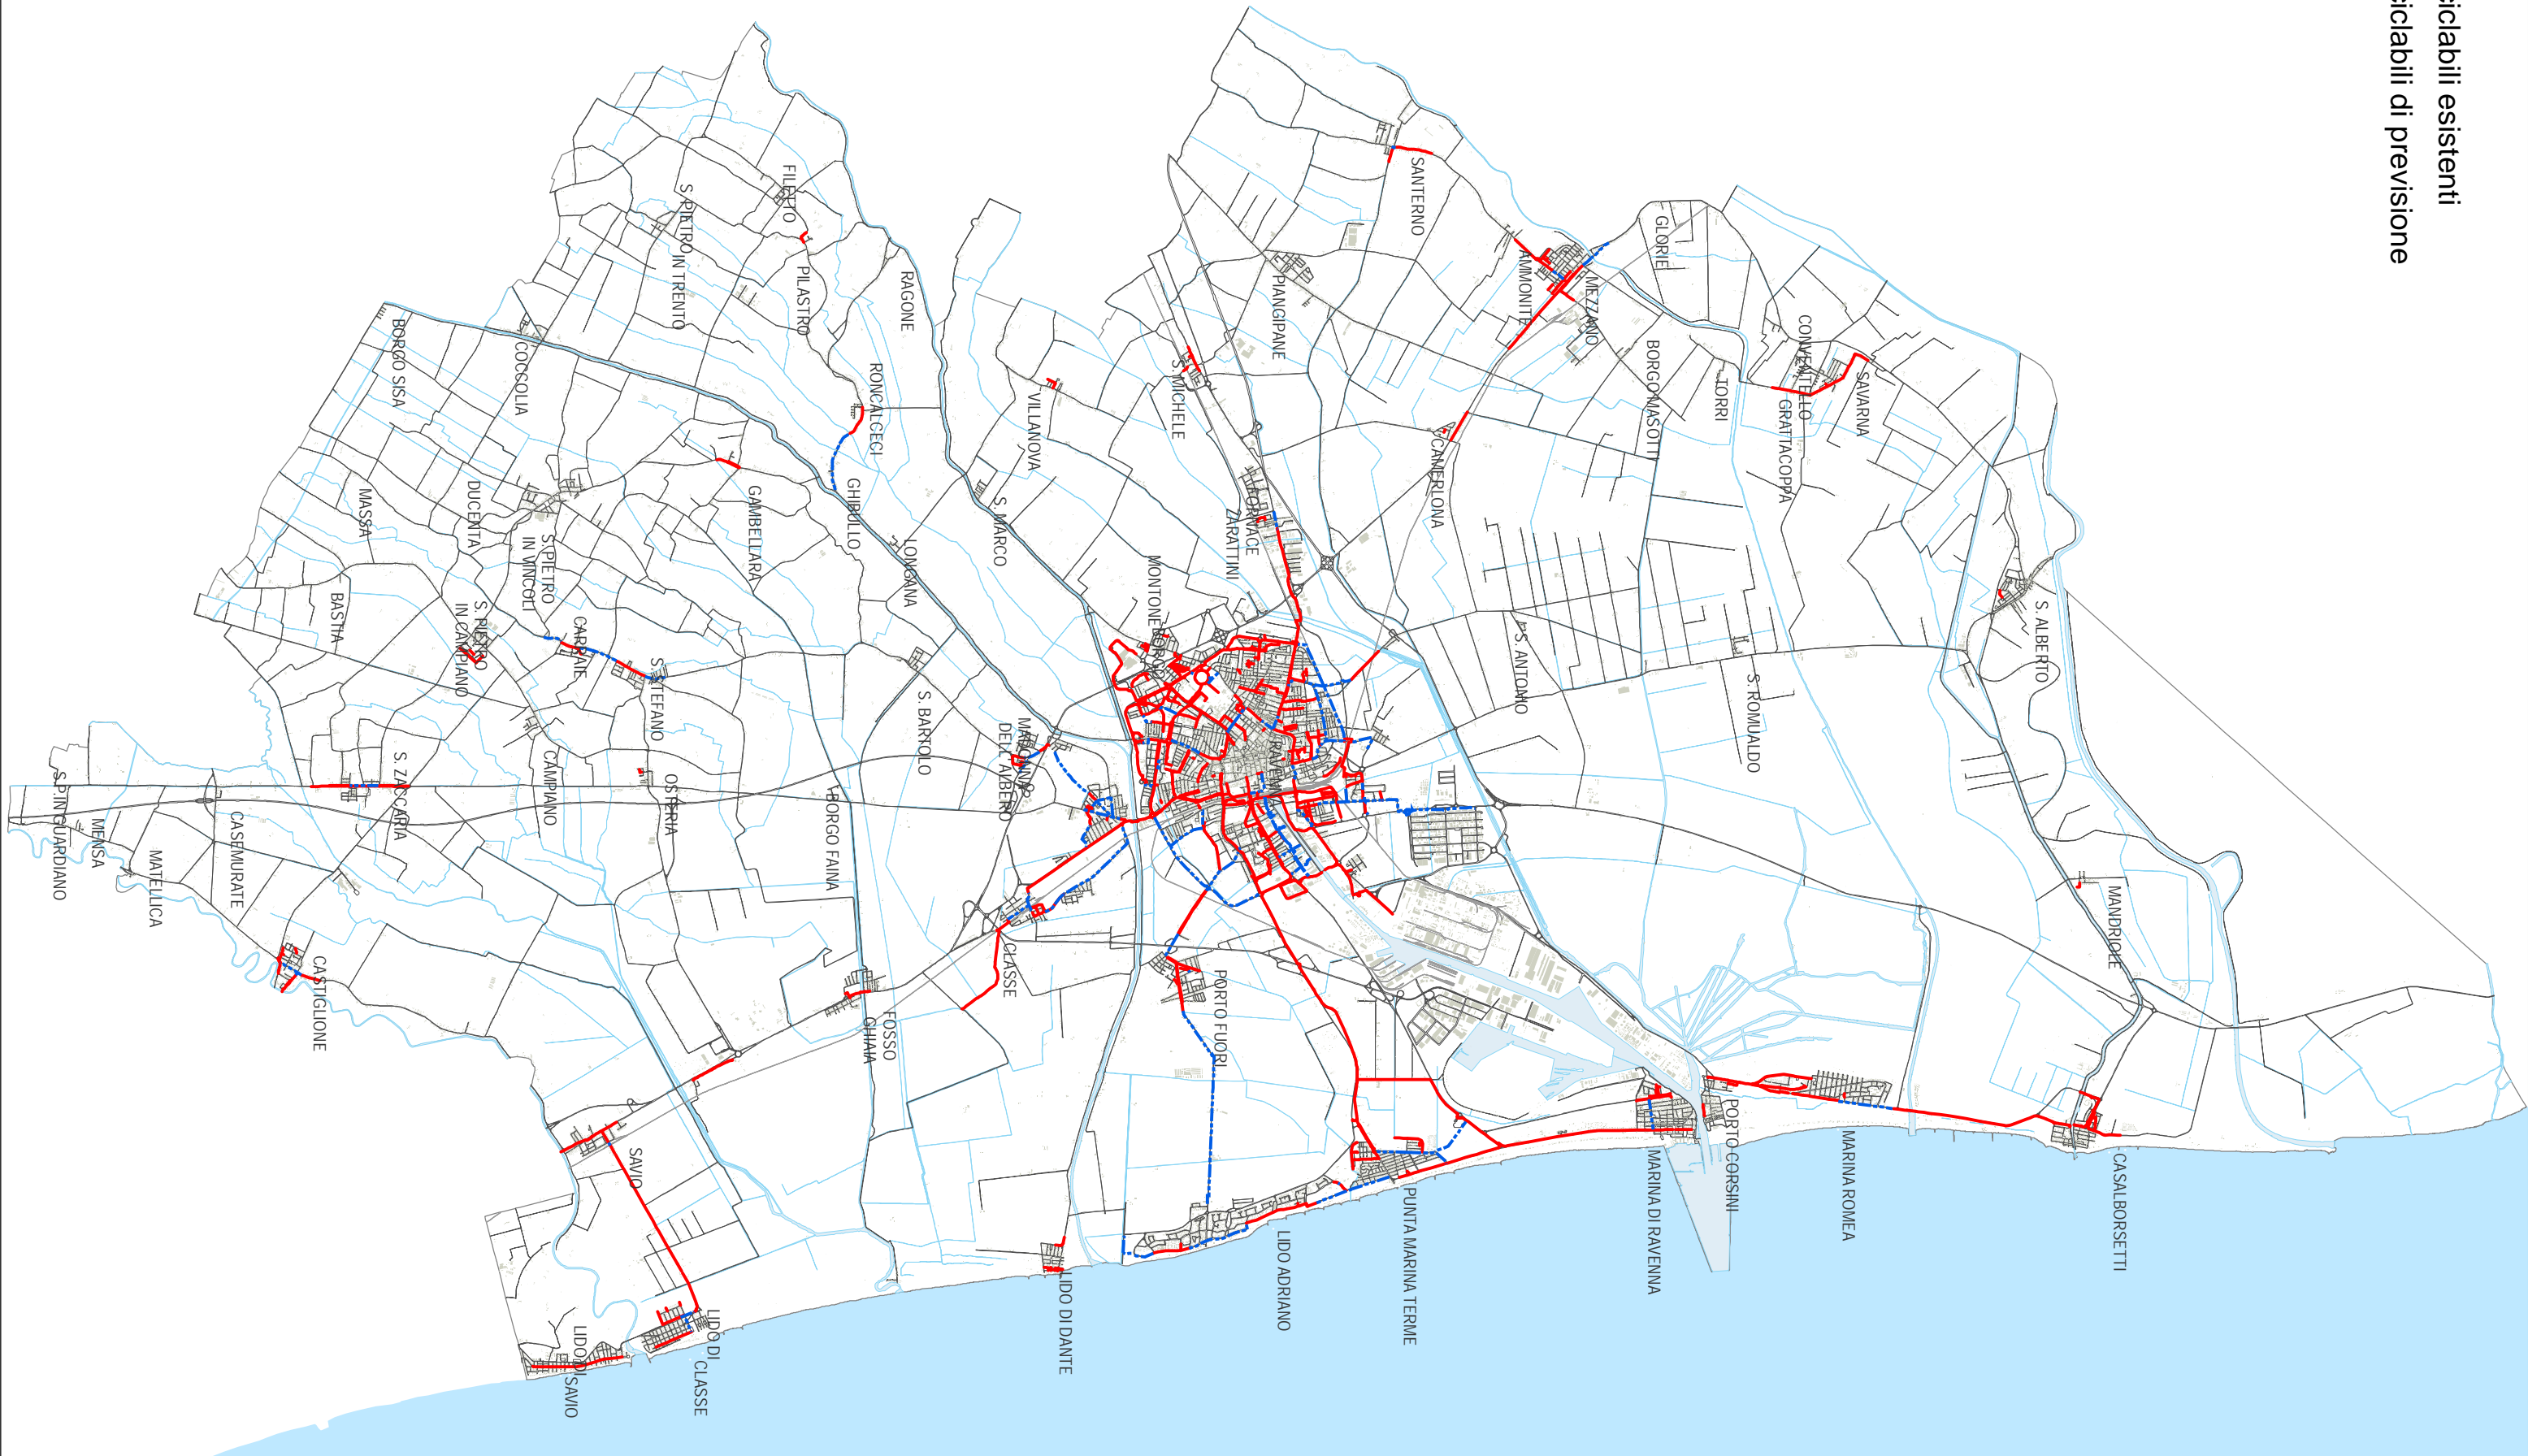 ciclabili esistenti
ciclabili di previsione
CASALBORSETTI
MANDRIOLE
S. ALBERTO
SAVARNA
MARINA ROMEA
CONVENTELLO
GRATTACOPPA
S. ROMUALDO
PORTO CORSINI
TORRI
GLORIE
BORGO MASOTTI
MARINA DI RAVENNA
MEZZANO
AMMONITE
S. ANTONIO
CAMERLONA
SANTERNO
PUNTA MARINA TERME
PIANGIPANE
LIDO ADRIANO
RAVENNA
FORNACE
ZARATTINI
PORTO FUORI
S. MICHELE
BORGO
MONTONE
LIDO DI DANTE
VILLANOVA
MADONNA
DELL'ALBERO
CLASSE
S. MARCO
S. BARTOLO
LONGANA
RAGONE
FOSSO
GHIAIA
RONCALCECI
GHIBULLO
BORGO FAINA
PILASTRO
FILETTO
GAMBELLARA
LIDO DI
CLASSE
S. PIETRO IN TRENTO
OSTERIA
S. STEFANO
SAVIO
CARRAIE
LIDO DI
SAVIO
S. PIETRO
IN VINCOLI
CAMPIANO
COCCOLIA
DUCENTA
S. PIETRO
IN CAMPIANO
S. ZACCARIA
BORGO SISA
MASSA
BASTIA
CASTIGLIONE
CASEMURATE
MATELLICA
MENSA
S.P.IN GUARDIANO